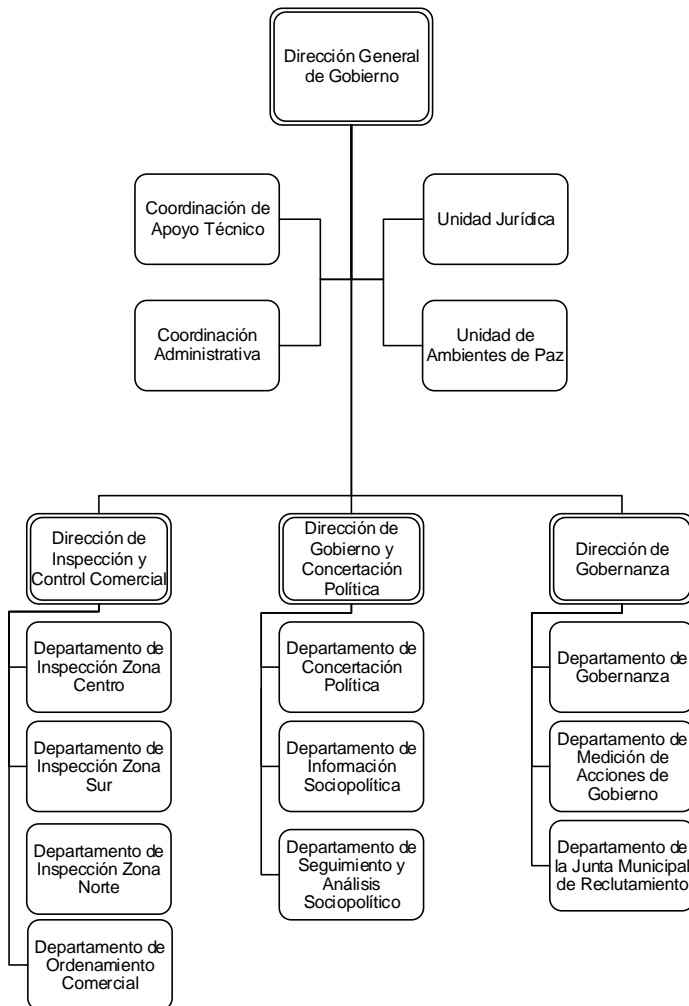 Dirección General
de Gobierno
Coordinación de
Apoyo Técnico
Unidad Jurídica
Coordinación
Administrativa
Unidad de
Ambientes de Paz
Dirección de
Inspección y
Control Comercial
Departamento de
Inspección Zona
Centro
Departamento de
Inspección Zona
Sur
Departamento de
Inspección Zona
Norte
Departamento de
Ordenamiento
Comercial
Dirección de
Gobierno y
Concertación
Política
Departamento de
Concertación
Política
Departamento de
Información
Sociopolítica
Departamento de
Seguimiento y
Análisis
Sociopolítico
Dirección de
Gobernanza
Departamento de
Gobernanza
Departamento de
Medición de
Acciones de
Gobierno
Departamento de
la Junta Municipal
de Reclutamiento